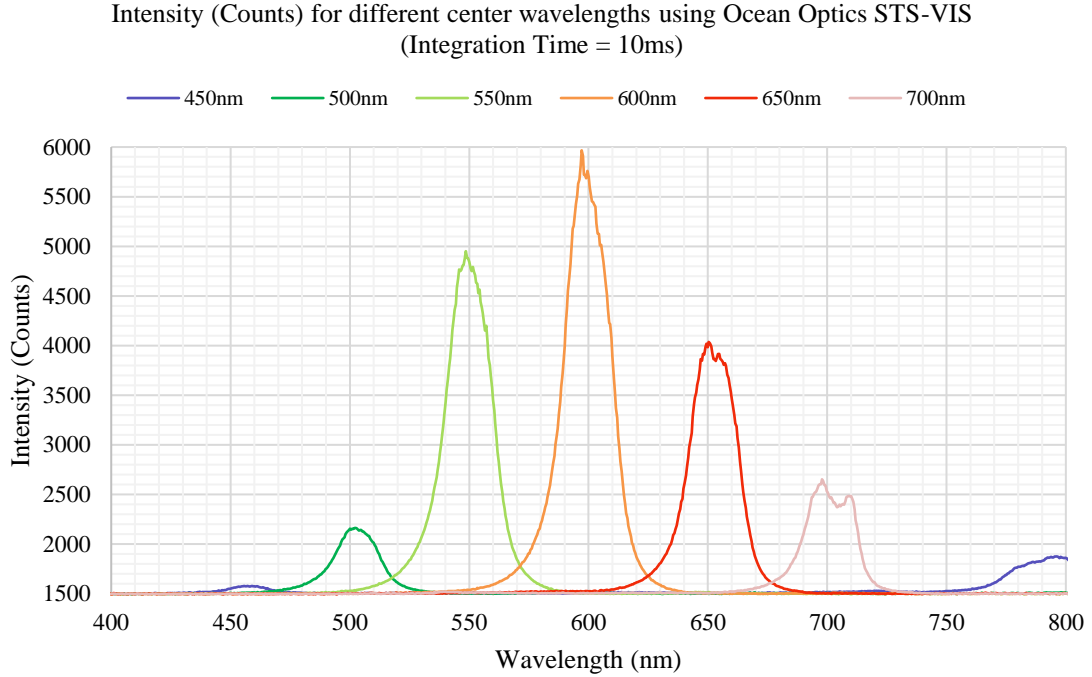 Intensity (Counts) for different center wavelengths using Ocean Optics STS-VIS
(Integration Time = 10ms)
450nm 500nm 550nm 600nm 650nm 700nm
6000
5500
5000
4500
4000
3500
3000
2500
2000
1500
Intensity (Counts)
400 450 500 550 600 650 700 750 800
Wavelength (nm)